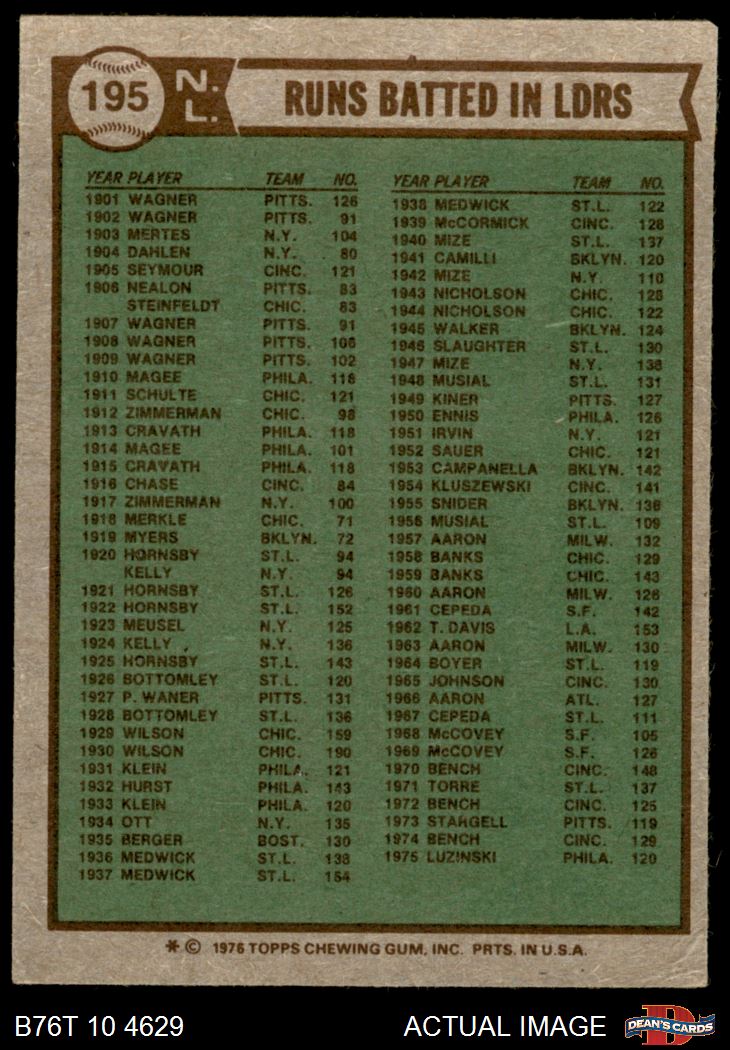 195 N.L. RUNS BATTED IN LDRS
YEAR PLAYER TEAM NO.
1901 WAGNER PITTS. 126
1902 WAGNER PITTS. 91
1903 MERTES N.Y. 104
1904 DAHLEN N.Y. 80
1905 SEYMOUR CINC. 121
1906 NEALON PITTS. 83
STEINFELDT CHIC. 83
1907 WAGNER PITTS. 91
1908 WAGNER PITTS. 106
1909 WAGNER PITTS. 102
1910 MAGEE PHILA. 116
1911 SCHULTE CHIC. 121
1912 ZIMMERMAN CHIC. 98
1913 CRAVATH PHILA. 118
1914 MAGEE PHILA. 101
1915 CRAVATH PHILA. 118
1916 CHASE CINC. 84
1917 ZIMMERMAN N.Y. 100
1918 MERKLE CHIC. 71
1919 MYERS BKLYN. 72
1920 HORNSBY ST.L. 94
KELLY N.Y. 94
1921 HORNSBY ST.L. 126
1922 HORNSBY ST.L. 152
1923 MEUSEL N.Y. 125
1924 KELLY N.Y. 136
1925 HORNSBY ST.L. 143
1926 BOTTOMLEY ST.L. 120
1927 P. WANER PITTS. 131
1928 BOTTOMLEY ST.L. 136
1929 WILSON CHIC. 159
1930 WILSON CHIC. 190
1931 KLEIN PHILA. 121
1932 HURST PHILA. 143
1933 KLEIN PHILA. 120
1934 OTT N.Y. 135
1935 BERGER BOST. 130
1936 MEDWICK ST.L. 138
1937 MEDWICK ST.L. 154
YEAR PLAYER TEAM NO.
1938 MEDWICK ST.L. 122
1939 McCORMICK CINC. 128
1940 MIZE ST.L. 137
1941 CAMILLI BKLYN. 120
1942 MIZE N.Y. 110
1943 NICHOLSON CHIC. 128
1944 NICHOLSON CHIC. 122
1945 WALKER BKLYN. 124
1946 SLAUGHTER ST.L. 130
1947 MIZE N.Y. 138
1948 MUSIAL ST.L. 131
1949 KINER PITTS. 127
1950 ENNIS PHILA. 126
1951 IRVIN N.Y. 121
1952 SAUER CHIC. 121
1953 CAMPANELLA BKLYN. 142
1954 KLUSZEWSKI CINC. 141
1955 SNIDER BKLYN. 136
1956 MUSIAL ST.L. 109
1957 AARON MILW. 132
1958 BANKS CHIC. 129
1959 BANKS CHIC. 143
1960 AARON MILW. 126
1961 CEPEDA S.F. 142
1962 T. DAVIS L.A. 153
1963 AARON MILW. 130
1964 BOYER ST.L. 119
1965 JOHNSON CINC. 130
1966 AARON ATL. 127
1967 CEPEDA ST.L. 111
1968 McCOVEY S.F. 105
1969 McCOVEY S.F. 126
1970 BENCH CINC. 148
1971 TORRE ST.L. 137
1972 BENCH CINC. 125
1973 STARGELL PITTS. 119
1974 BENCH CINC. 129
1975 LUZINSKI PHILA. 120
* © 1976 TOPPS CHEWING GUM, INC. PRTS. IN U.S.A.
B76T 10 4629 ACTUAL IMAGE D DEAN'S CARDS